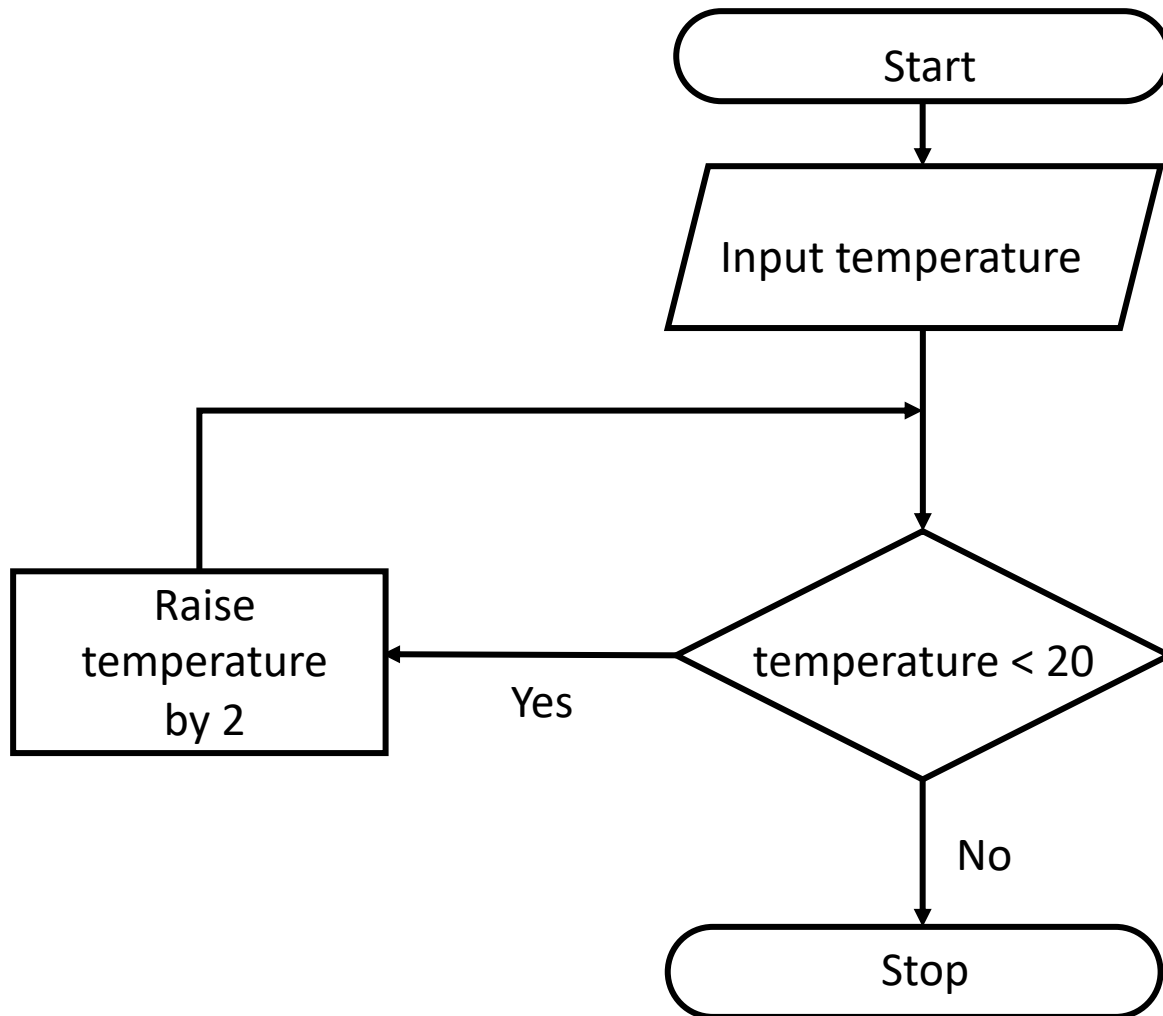 Start
Input temperature
Raise
temperature
by 2
Yes
temperature < 20
No
Stop